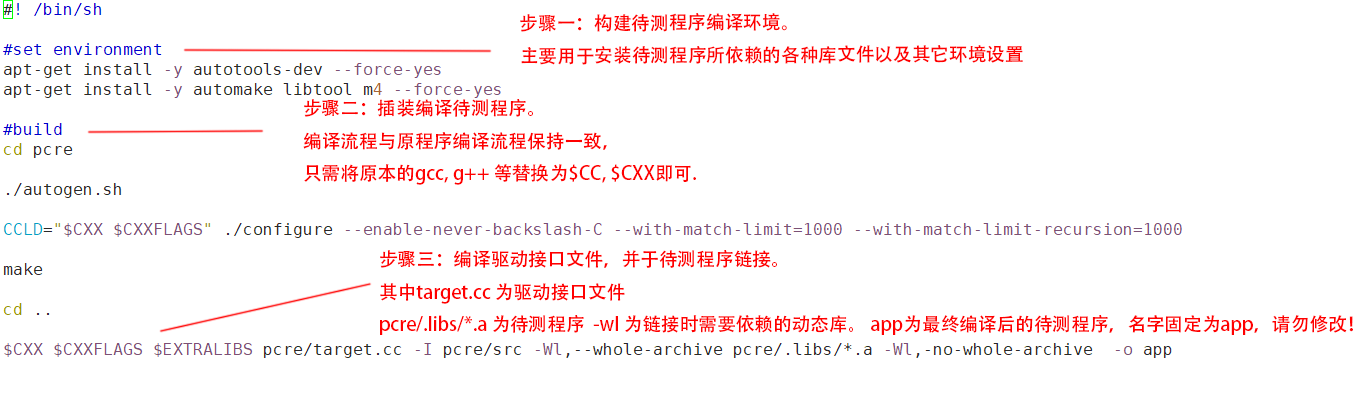 #! /bin/sh
步骤一：构建待测程序编译环境。
#set environment
主要用于安装待测程序所依赖的各种库文件以及其它环境设置
apt-get install -y autotools-dev --force-yes
apt-get install -y automake libtool m4 --force-yes
步骤二：插装编译待测程序。
#build
编译流程与原程序编译流程保持一致，
cd pcre
只需将原本的gcc, g++ 等替换为$CC, $CXX即可.
./autogen.sh
CCLD="$CXX $CXXFLAGS" ./configure --enable-never-backslash-C --with-match-limit=1000 --with-match-limit-recursion=1000
步骤三：编译驱动接口文件，并于待测程序链接。
make
其中target.cc 为驱动接口文件
cd ..
pcre/.libs/*.a 为待测程序 -wl 为链接时需要依赖的动态库。 app为最终编译后的待测程序，名字固定为app，请勿修改！
$CXX $CXXFLAGS $EXTRALIBS pcre/target.cc -I pcre/src -Wl,--whole-archive pcre/.libs/*.a -Wl,-no-whole-archive  -o app